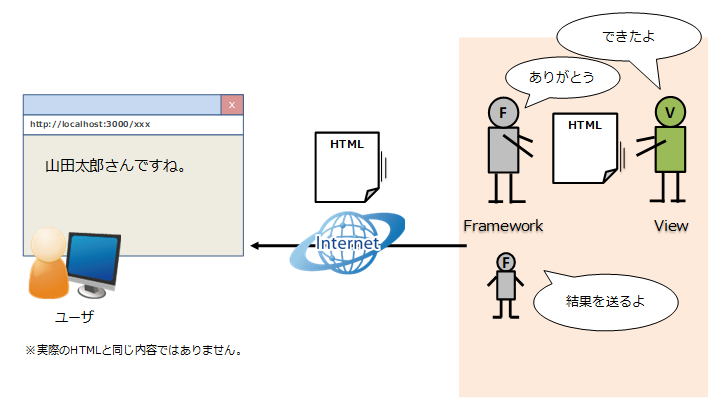 できたよ
ありがとう
X
http://localhost:3000/xxx
F
HTML
V
HTML
山田太郎さんですね。
Framework
View
Internet
F
結果を送るよ
ユーザ
※実際のHTMLと同じ内容ではありません。